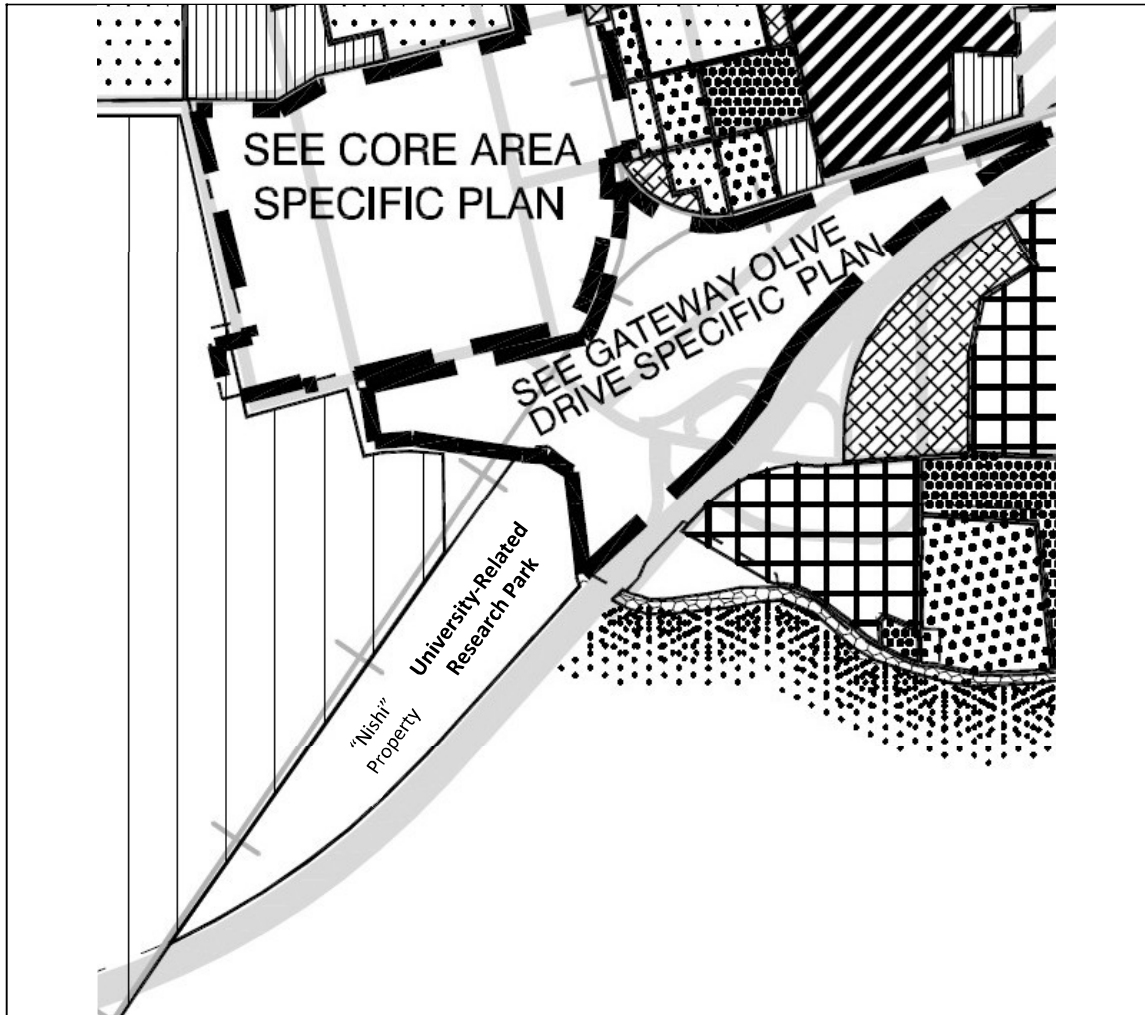 SEE CORE AREA
SPECIFIC PLAN
SEE GATEWAY OLIVE
DRIVE SPECIFIC PLAN
University-Related
Research Park
“Nishi”
Property